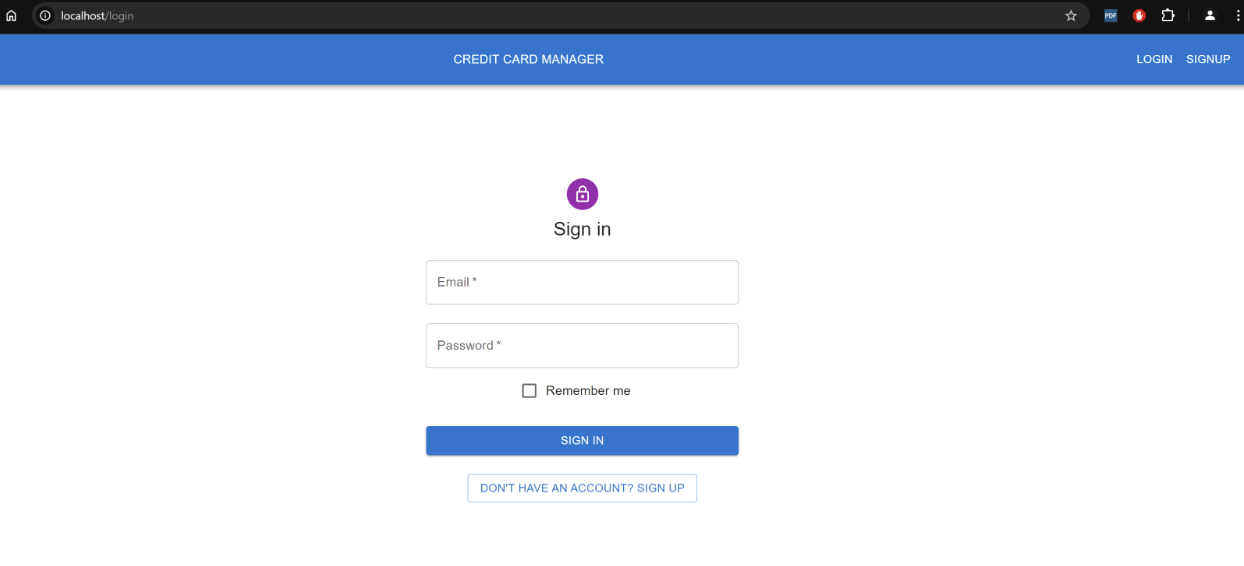 localhost/login
PDF
CREDIT CARD MANAGER LOGIN SIGNUP
Sign in
Email *
Password *
Remember me
SIGN IN
DON'T HAVE AN ACCOUNT? SIGN UP